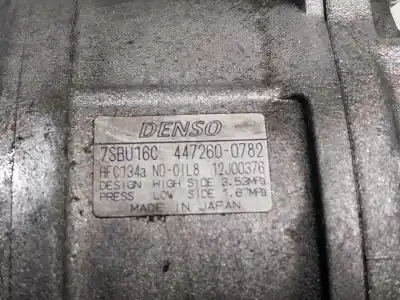 DENSO
7SBU16C 447260-0782
HFC134a ND-OIL8 12J00376
DESIGN HIGH SIDE 3.53MPa
PRESS LOW SIDE 1.67MPa
MADE IN JAPAN